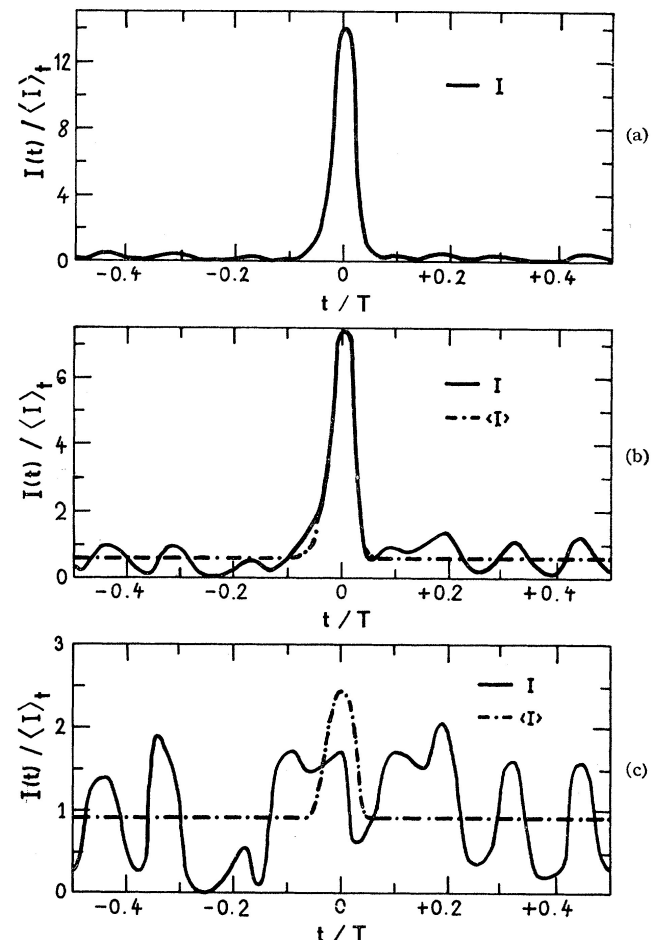 I(t) / ⟨I⟩t
12
8
4
0
I
(a)
-0.4 -0.2 0 +0.2 +0.4
t / T
I(t) / ⟨I⟩t
6
4
2
0
I
⟨I⟩
(b)
-0.4 -0.2 0 +0.2 +0.4
t / T
I(t) / ⟨I⟩t
3
2
1
0
I
⟨I⟩
(c)
-0.4 -0.2 0 +0.2 +0.4
t / T